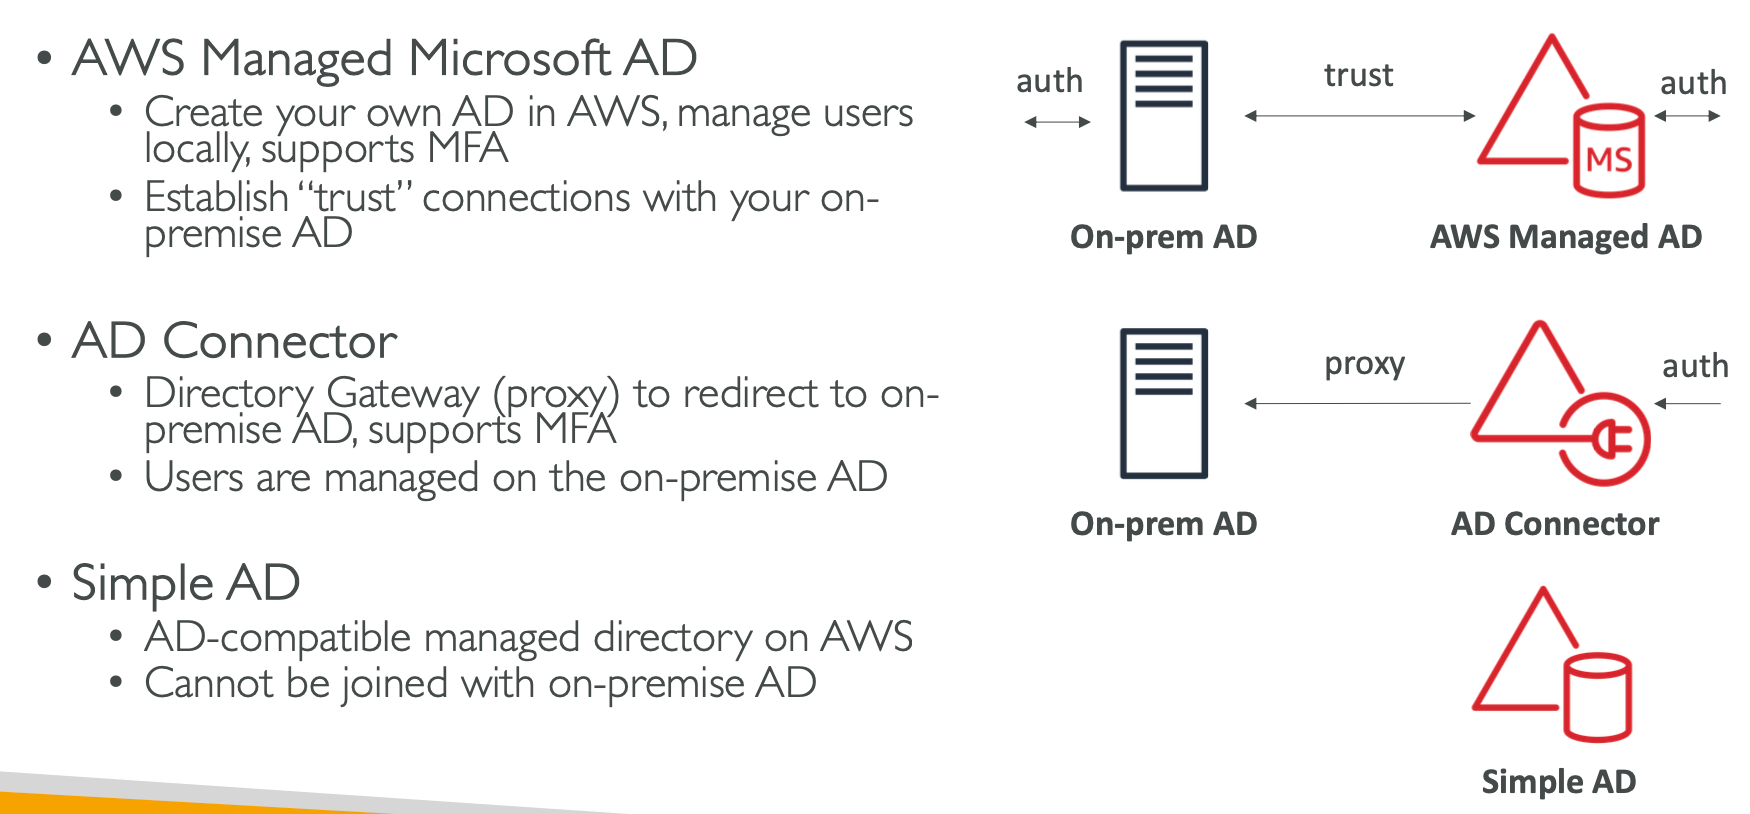 • AWS Managed Microsoft AD
• Create your own AD in AWS, manage users
locally, supports MFA
• Establish “trust” connections with your on-
premise AD
auth
trust
auth
MS
On-prem AD
AWS Managed AD
• AD Connector
• Directory Gateway (proxy) to redirect to on-
premise AD, supports MFA
• Users are managed on the on-premise AD
proxy
auth
On-prem AD
AD Connector
• Simple AD
• AD-compatible managed directory on AWS
• Cannot be joined with on-premise AD
Simple AD